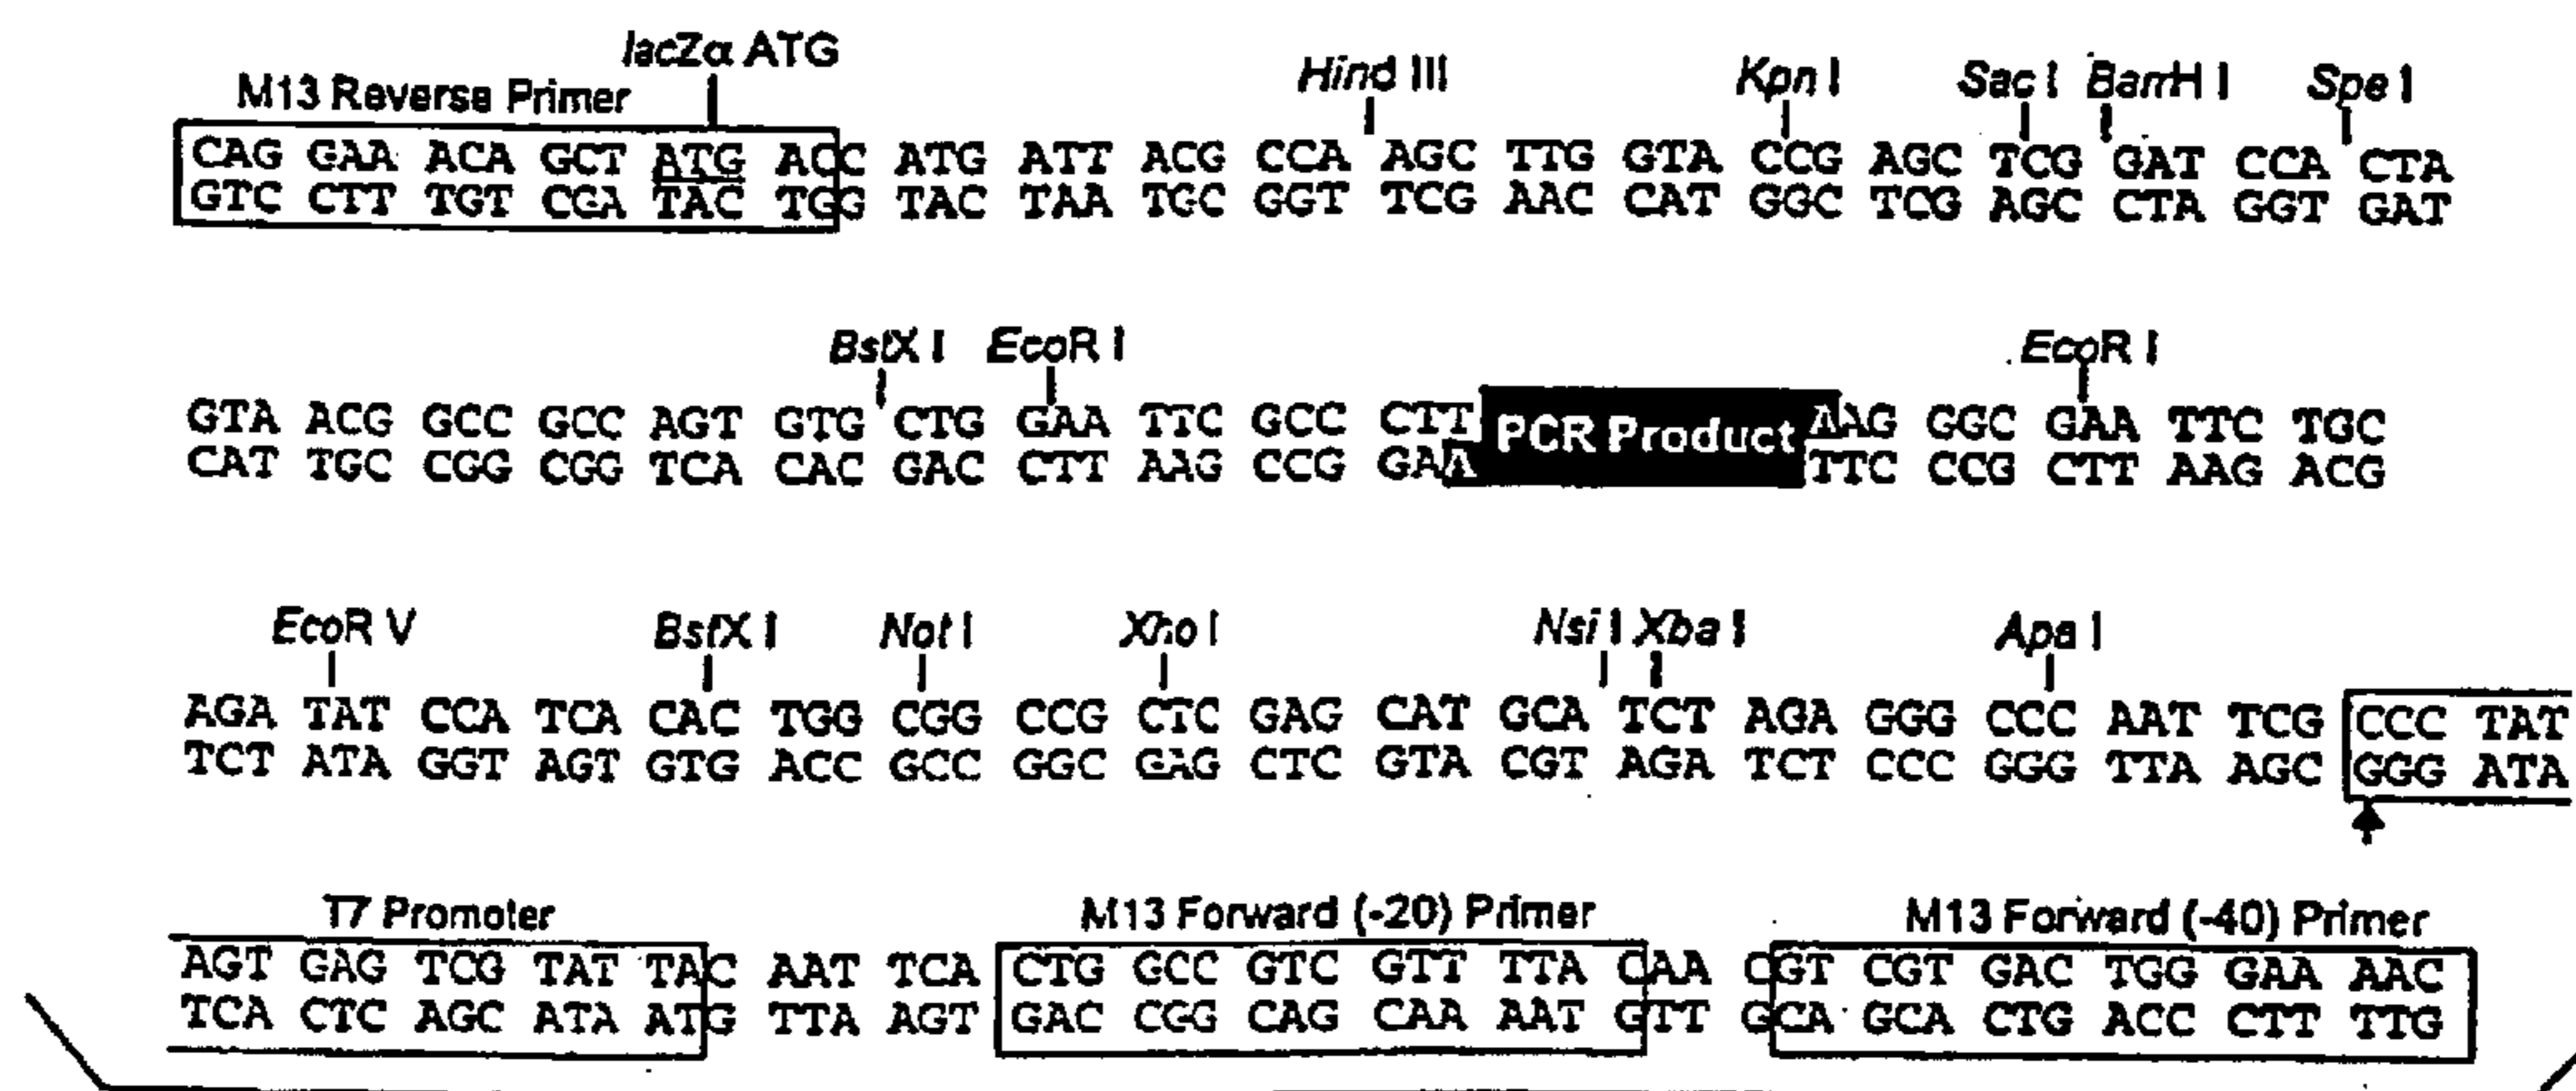 lacZα ATG
M13 Reverse Primer Hind III Kpn I Sac I BamH I Spe I
CAG GAA ACA GCT ATG ACC ATG ATT ACG CCA AGC TTG GTA CCG AGC TCG GAT CCA CTA
GTC CTT TGT CGA TAC TGG TAC TAA TGC GGT TCG AAC CAT GGC TCG AGC CTA GGT GAT
BstX I EcoR I EcoR I
GTA ACG GCC GCC AGT GTG CTG GAA TTC GCC CTT PCR Product AAG GGC GAA TTC TGC
CAT TGC CGG CGG TCA CAC GAC CTT AAG CCG GAA TTC CCG CTT AAG ACG
EcoR V BstX I Not I Xho I Nsi I Xba I Apa I
AGA TAT CCA TCA CAC TGG CGG CCG CTC GAG CAT GCA TCT AGA GGG CCC AAT TCG CCC TAT
TCT ATA GGT AGT GTG ACC GCC GGC GAG CTC GTA CGT AGA TCT CCC GGG TTA AGC GGG ATA
T7 Promoter M13 Forward (-20) Primer M13 Forward (-40) Primer
AGT GAG TCG TAT TAC AAT TCA CTG GCC GTC GTT TTA CAA CGT CGT GAC TGG GAA AAC
TCA CTC AGC ATA ATG TTA AGT GAC CGG CAG CAA AAT GTT GCA GCA CTG ACC CTT TTG